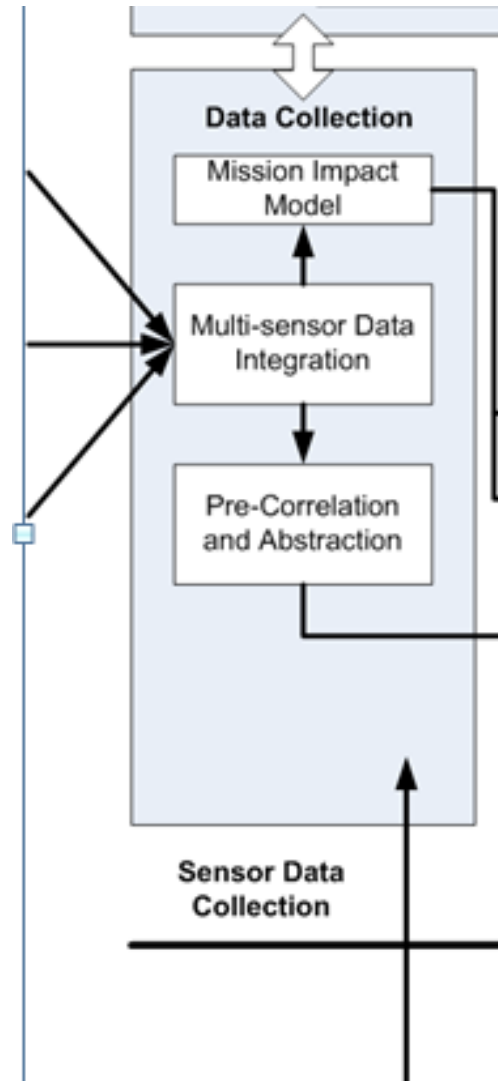 Data Collection
Mission Impact
Model
Multi-sensor Data
Integration
Pre-Correlation
and Abstraction
Sensor Data
Collection